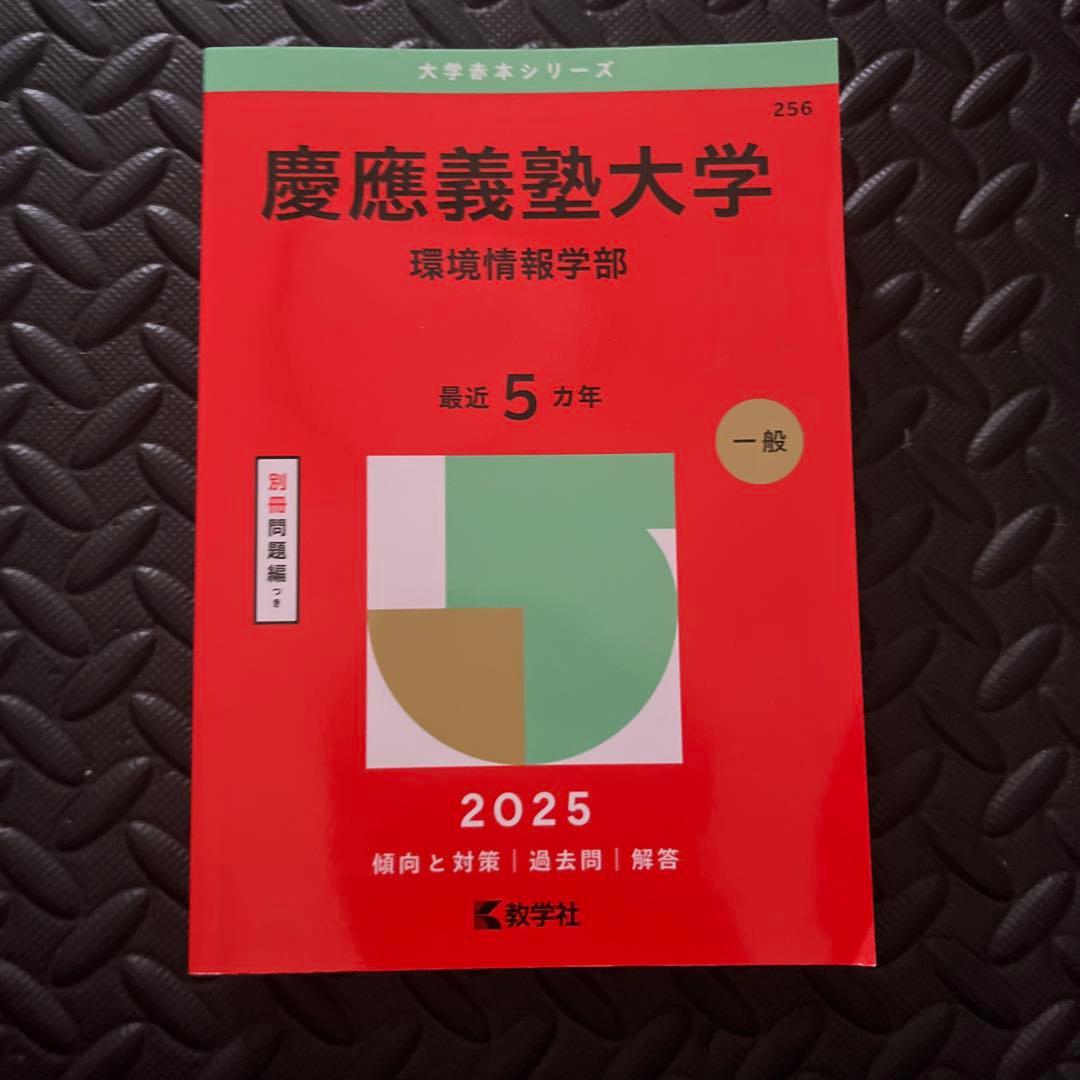 大学赤本シリーズ
256
慶應義塾大学
環境情報学部
最近5カ年
一般
別冊問題編つき
2025
傾向と対策|過去問|解答
教学社